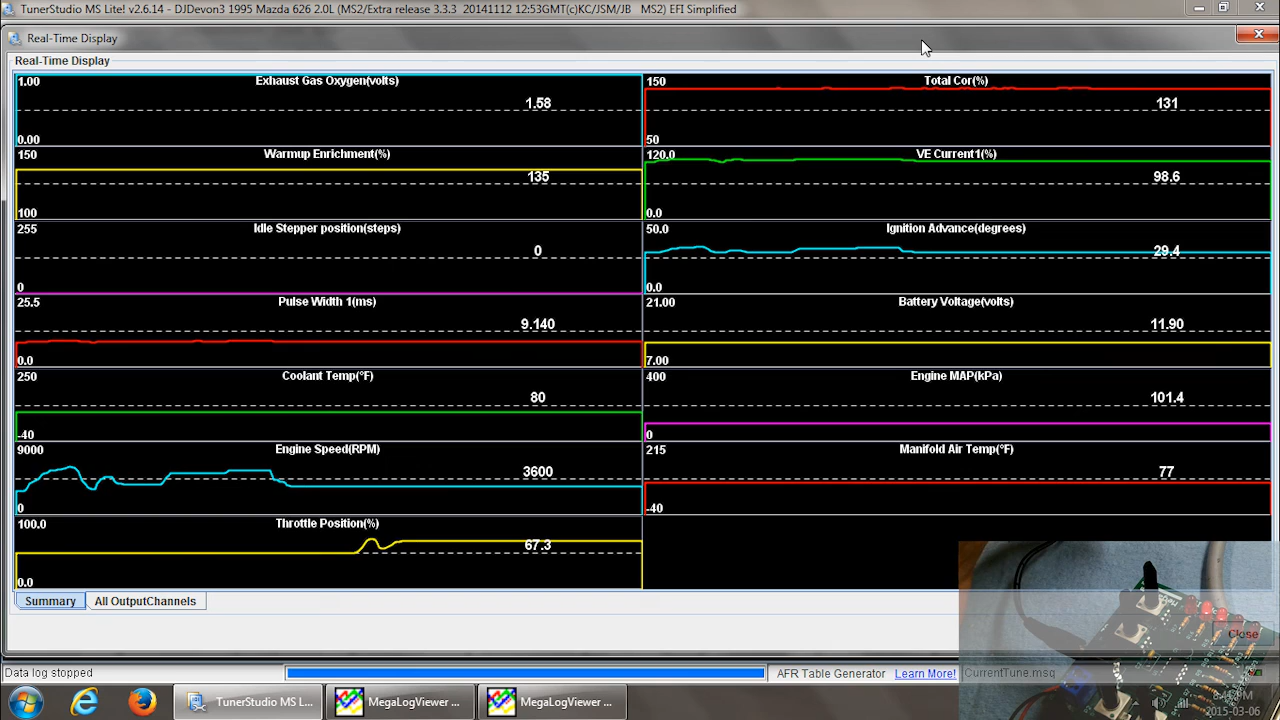 TunerStudio MS Lite! v2.6.14 - DJDevon3 1995 Mazda 626 2.0L (MS2/Extra release 3.3.3 20141112 12:53GMT(c)KC/JSM/JB MS2) EFI Simplified
Real-Time Display
Real-Time Display
1.00 Exhaust Gas Oxygen(volts)
1.58
0.00
150 Warmup Enrichment(%)
135
100
255 Idle Stepper position(steps)
0
0
25.5 Pulse Width 1(ms)
9.140
0.0
250 Coolant Temp(°F)
80
-40
9000 Engine Speed(RPM)
3600
0
100.0 Throttle Position(%)
67.3
0.0
150 Total Cor(%)
131
50
120.0 VE Current1(%)
98.6
0.0
50.0 Ignition Advance(degrees)
29.4
0.0
21.00 Battery Voltage(volts)
11.90
7.00
400 Engine MAP(kPa)
101.4
0
215 Manifold Air Temp(°F)
77
-40
Summary All OutputChannels
Close
Data log stopped AFR Table Generator Learn More! CurrentTune.msq
TunerStudio MS L... MegaLogViewer ... MegaLogViewer ...
2015-03-06